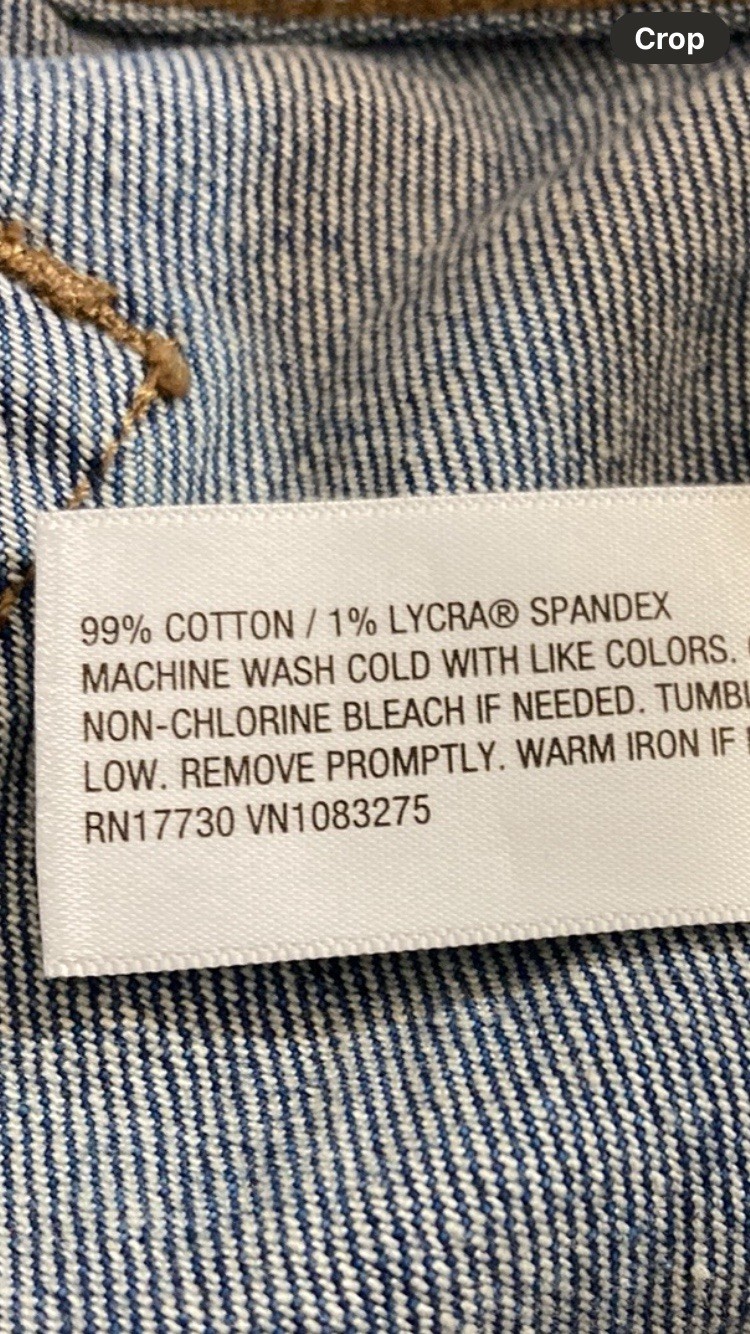 Crop
99% COTTON / 1% LYCRA® SPANDEX
MACHINE WASH COLD WITH LIKE COLORS.
NON-CHLORINE BLEACH IF NEEDED. TUMBL
LOW. REMOVE PROMPTLY. WARM IRON IF
RN17730 VN1083275